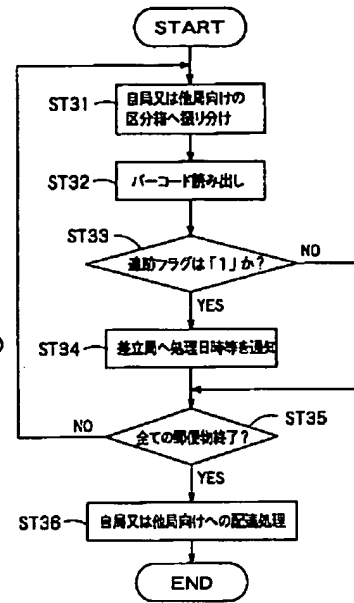 START
ST31
自局又は他局向けの
区分箱へ振り分け
ST32
バーコード読み出し
ST33
追跡フラグは「1」か?
NO
YES
ST34
差立局へ処理日時等を通知
ST35
NO
全ての郵便物終了?
YES
ST36
自局又は他局向けへの配達処理
END